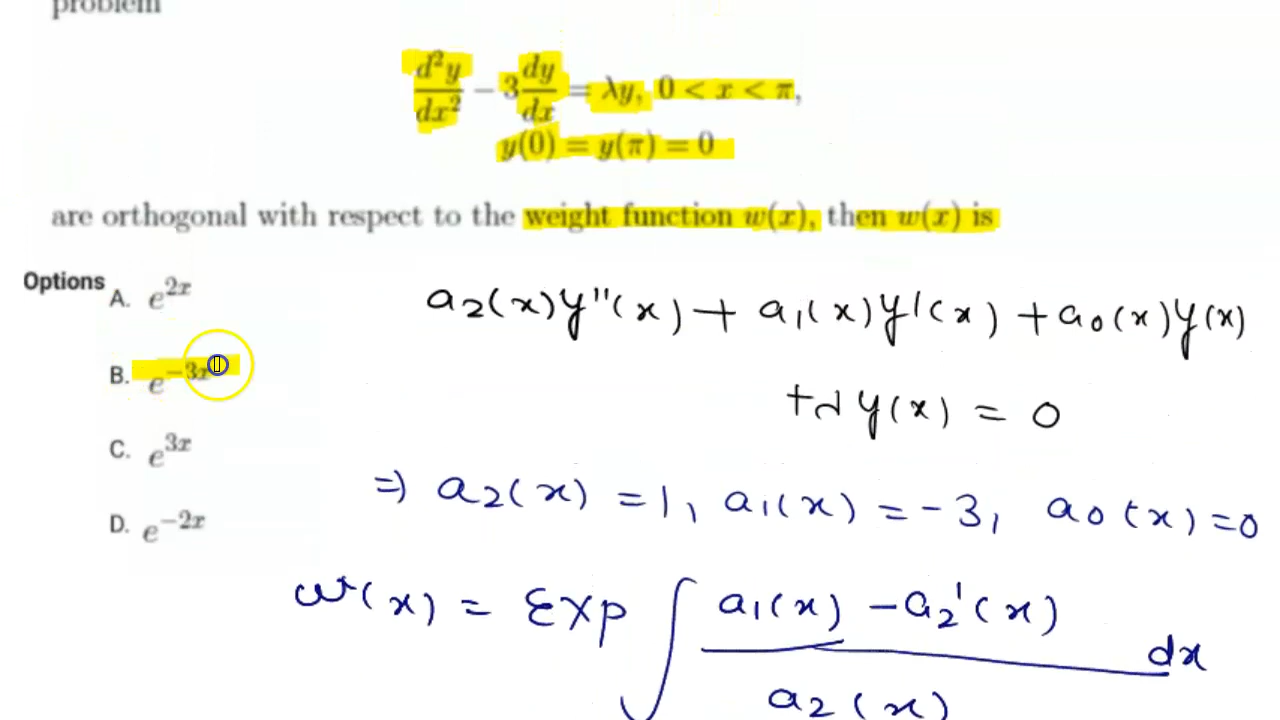 problem
d²y/dx² − 3 dy/dx = λy, 0 < x < π,
y(0) = y(π) = 0
are orthogonal with respect to the weight function w(x), then w(x) is
Options
A. e^{2x}
B. e^{−3x}
C. e^{3x}
D. e^{−2x}
a₂(x)y''(x) + a₁(x)y'(x) + a₀(x)y(x)
+λy(x) = 0
⇒ a₂(x) = 1, a₁(x) = −3, a₀(x) = 0
w(x) = Exp ∫ (a₁(x) − a₂'(x)) / a₂(x) dx